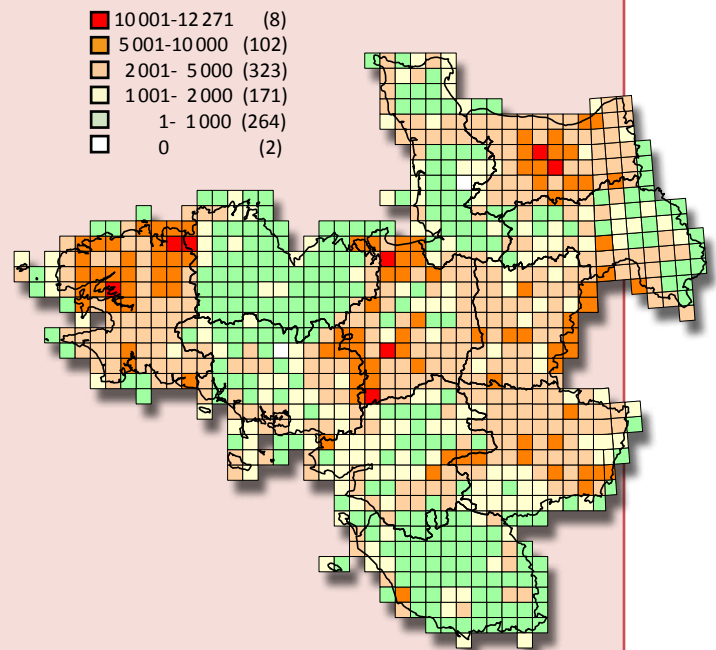 10 001-12 271 (8)
5 001-10 000 (102)
2 001- 5 000 (323)
1 001- 2 000 (171)
1- 1 000 (264)
0 (2)